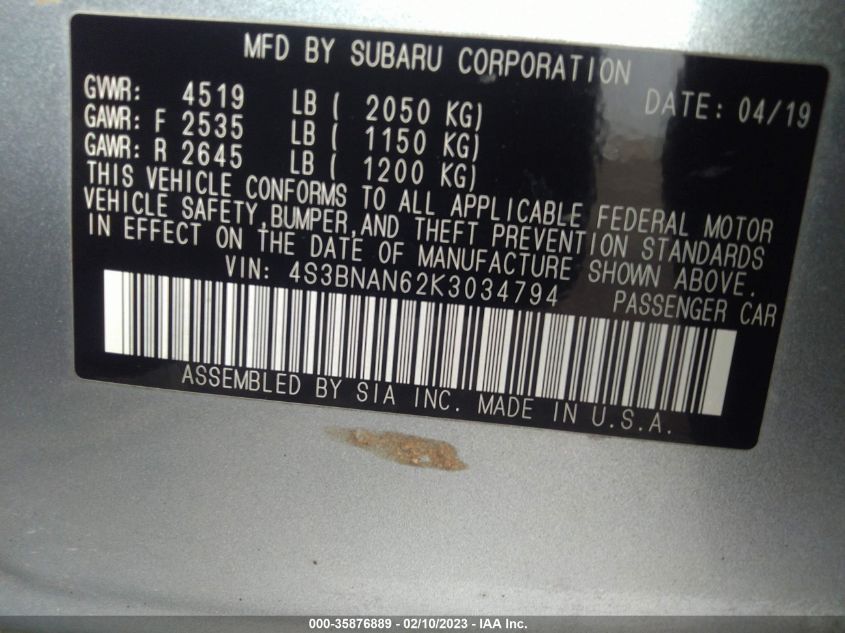 MFD BY SUBARU CORPORATION
GVWR: 4519 LB ( 2050 KG) DATE: 04/19
GAWR: F 2535 LB ( 1150 KG)
GAWR: R 2645 LB ( 1200 KG)
THIS VEHICLE CONFORMS TO ALL APPLICABLE FEDERAL MOTOR
VEHICLE SAFETY,BUMPER,AND THEFT PREVENTION STANDARDS
IN EFFECT ON THE DATE OF MANUFACTURE SHOWN ABOVE.
VIN: 4S3BNAN62K3034794 PASSENGER CAR
ASSEMBLED BY SIA INC. MADE IN U.S.A.
000-35876889 - 02/10/2023 - IAA Inc.